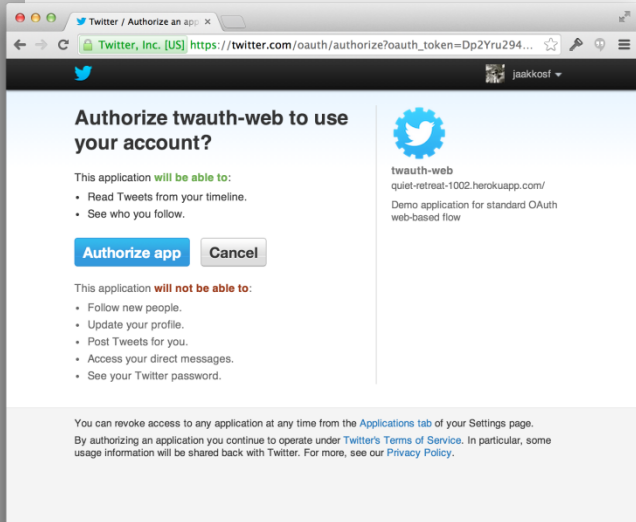 Twitter / Authorize an app
Twitter, Inc. [US] https://twitter.com/oauth/authorize?oauth_token=Dp2Yru294...
jaakkosf
Authorize twauth-web to use
your account?
This application will be able to:
• Read Tweets from your timeline.
• See who you follow.
Authorize app
Cancel
This application will not be able to:
• Follow new people.
• Update your profile.
• Post Tweets for you.
• Access your direct messages.
• See your Twitter password.
twauth-web
quiet-retreat-1002.herokuapp.com/
Demo application for standard OAuth
web-based flow
You can revoke access to any application at any time from the Applications tab of your Settings page.
By authorizing an application you continue to operate under Twitter's Terms of Service. In particular, some
usage information will be shared back with Twitter. For more, see our Privacy Policy.